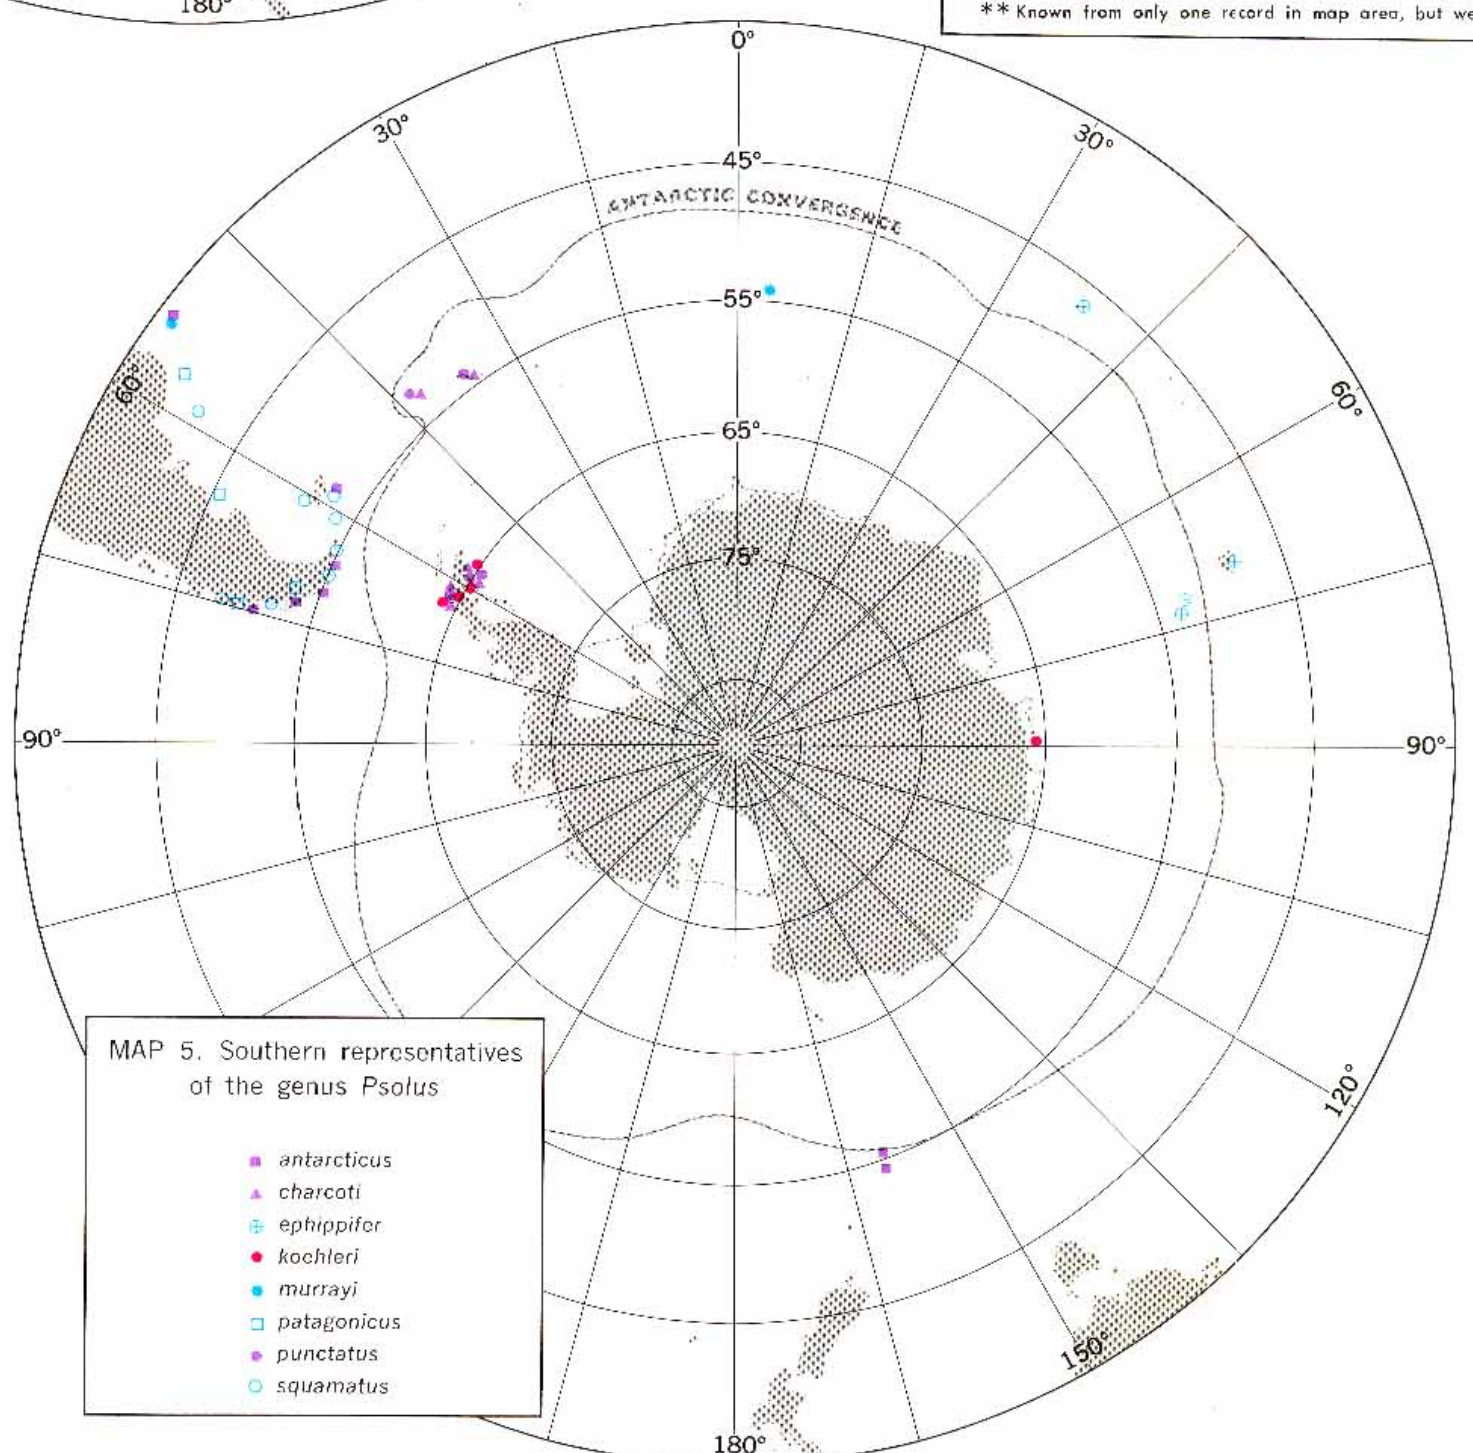 180°
** Known from only one record in map area, but we
0°
30°
30°
45°
ANTARCTIC CONVERGENCE
55°
60°
60°
65°
75°
90°
90°
120°
150°
180°
MAP 5. Southern representatives
of the genus Psolus
antarcticus
charcoti
ephippifer
koehleri
murrayi
patagonicus
punctatus
squamatus